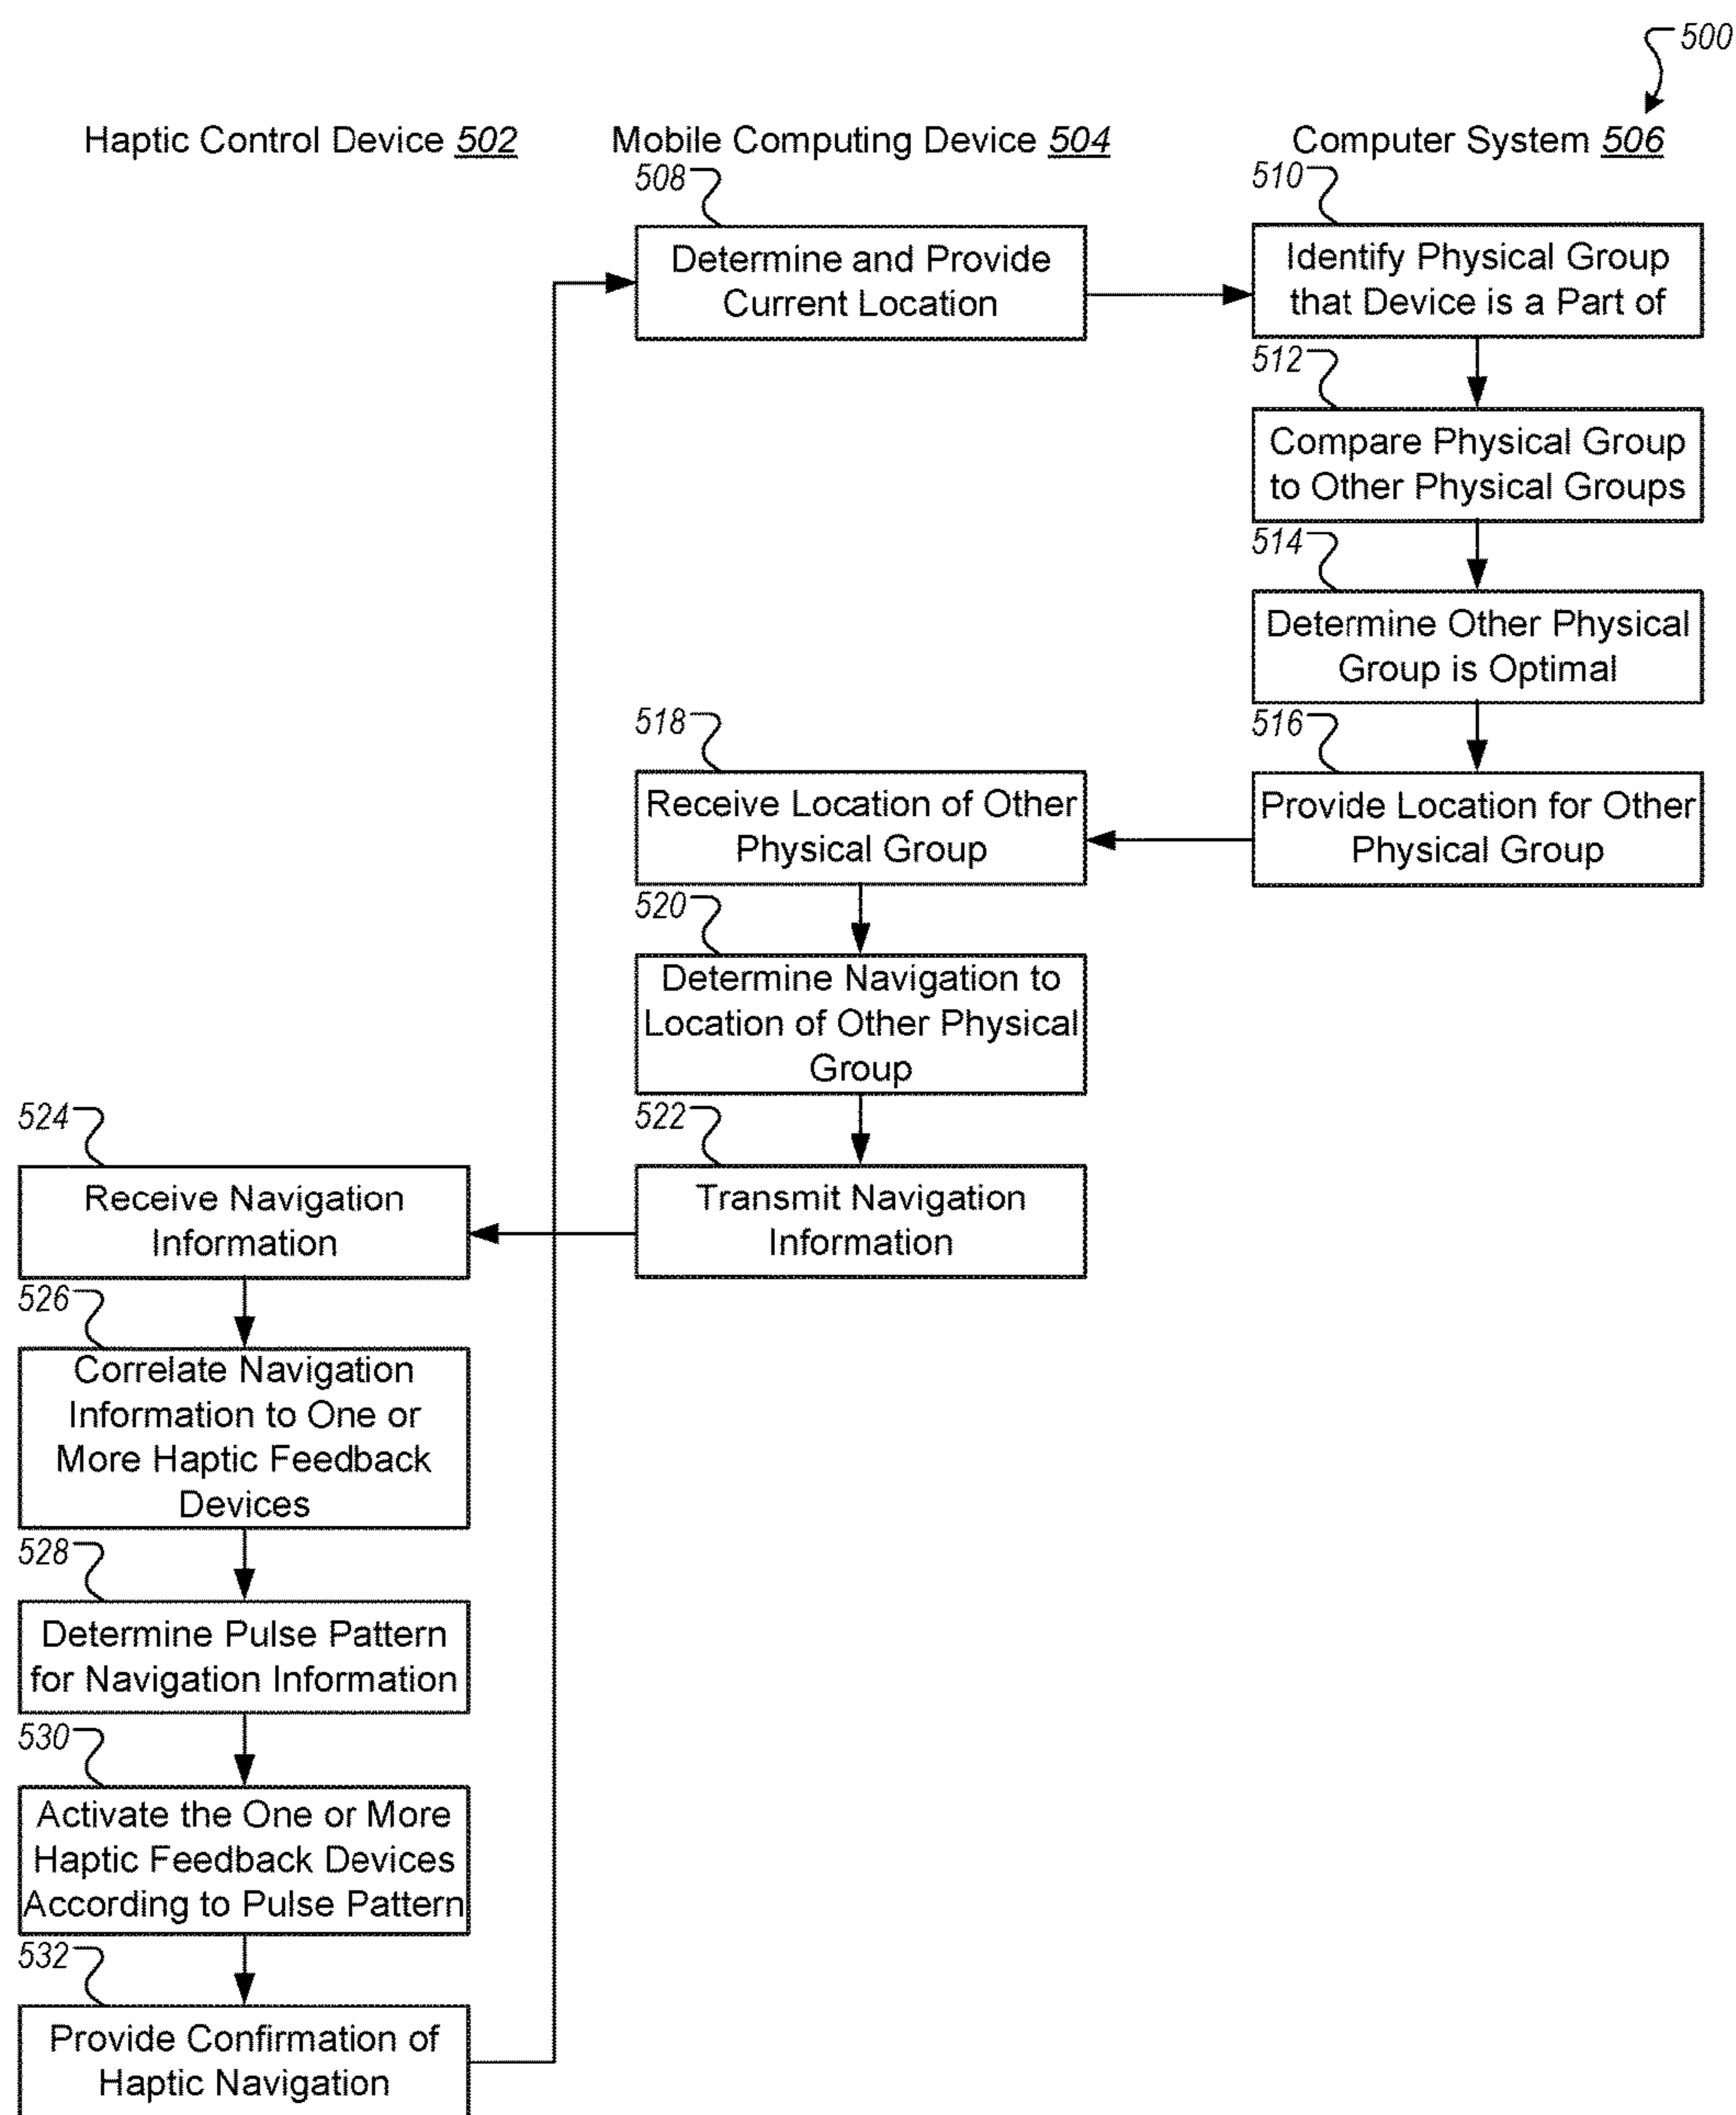 500
Haptic Control Device 502
Mobile Computing Device 504
Computer System 506
508
Determine and Provide
Current Location
510
Identify Physical Group
that Device is a Part of
512
Compare Physical Group
to Other Physical Groups
514
Determine Other Physical
Group is Optimal
516
Provide Location for Other
Physical Group
518
Receive Location of Other
Physical Group
520
Determine Navigation to
Location of Other Physical
Group
522
Transmit Navigation
Information
524
Receive Navigation
Information
526
Correlate Navigation
Information to One or
More Haptic Feedback
Devices
528
Determine Pulse Pattern
for Navigation Information
530
Activate the One or More
Haptic Feedback Devices
According to Pulse Pattern
532
Provide Confirmation of
Haptic Navigation